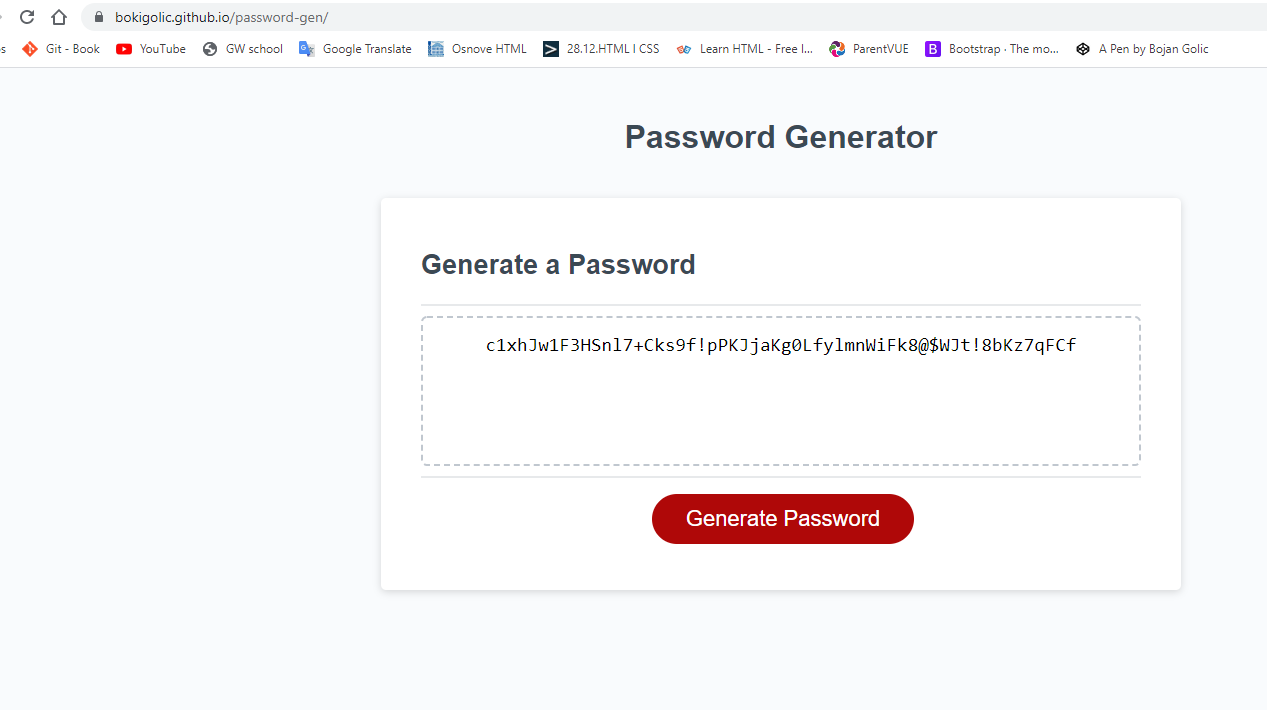 bokigolic.github.io/password-gen/
s Git - Book YouTube GW school Google Translate Osnove HTML 28.12.HTML I CSS Learn HTML - Free I... ParentVUE B Bootstrap · The mo... A Pen by Bojan Golic
Password Generator
Generate a Password
c1xhJw1F3HSnl7+Cks9f!pPKJjaKg0LfylmnWiFk8@$WJt!8bKz7qFCf
Generate Password